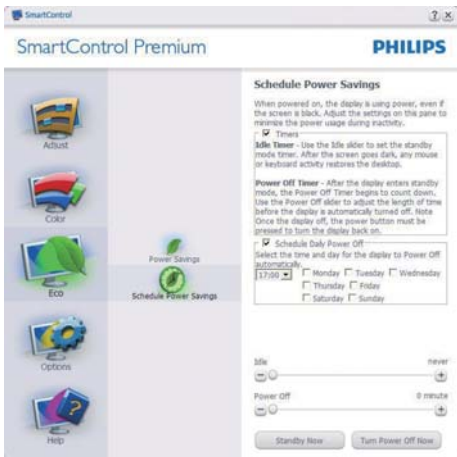 SmartControl
SmartControl Premium
PHILIPS
Adjust
Color
Eco
Options
Help
Power Savings
Schedule Power Savings
Schedule Power Savings
When powered on, the display is using power, even if
the screen is black. Adjust the settings on this pane to
minimize the power usage during inactivity.
Timers
Idle Timer - Use the Idle slider to set the standby
mode timer. After the screen goes dark, any mouse
or keyboard activity restores the desktop.
Power Off Timer - After the display enters standby
mode, the Power Off Timer begins to count down.
Use the Power Off slider to adjust the length of time
before the display is automatically turned off. Note
Once the display off, the power button must be
pressed to turn the display back on.
Schedule Daily Power Off
Select the time and day for the display to Power Off
automatically.
17:00 Monday Tuesday Wednesday
Thursday Friday
Saturday Sunday
Idle never
Power Off 0 minute
Standby Now Turn Power Off Now